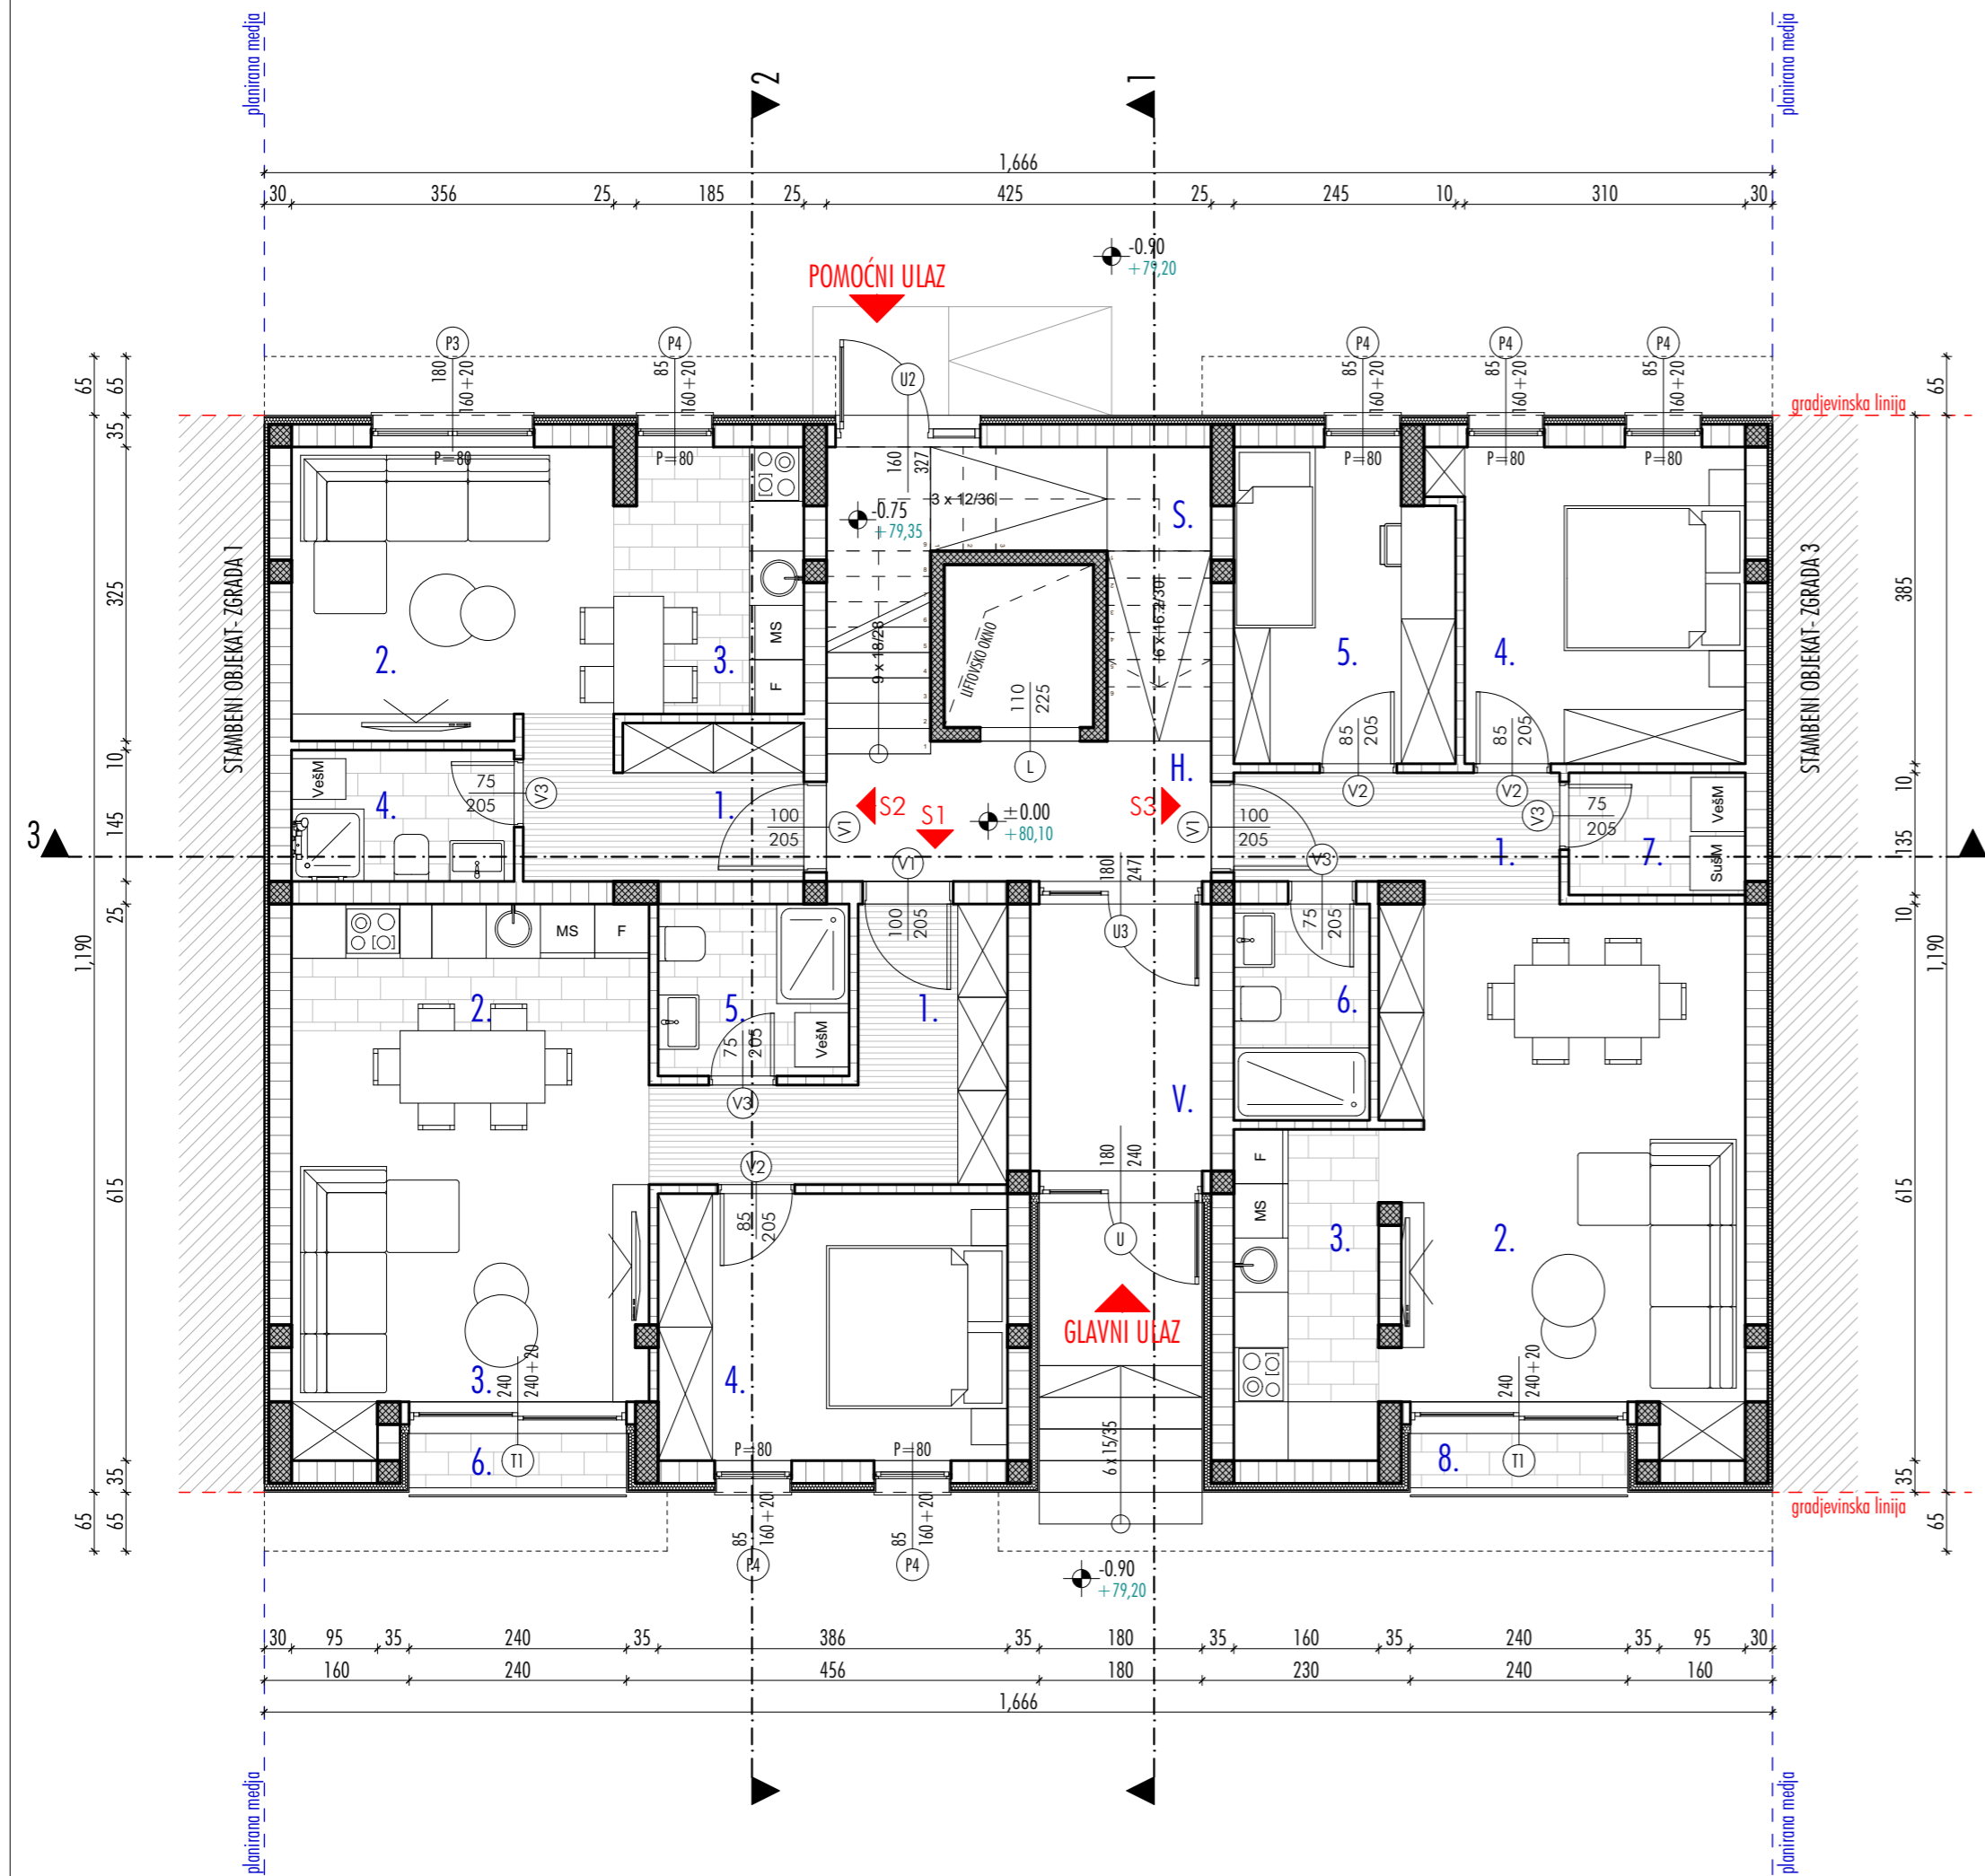 planirana medja
planirana medja
2
1
1,666
30 356 25 185 25 425 25 245 10 310 30
-0.90
+79,20
POMOĆNI ULAZ
P3
180
160+20
P4
85
160+20
U2
P4
85
160+20
P4
85
160+20
P4
85
160+20
65
65
65
gradjevinska linija
35
P=80
P=80
P=80
P=80
P=80
160
327
3 x 12/36
-0.75
+79,35
S.
STAMBENI OBJEKAT- ZGRADA 1
STAMBENI OBJEKAT- ZGRADA 3
325
385
9 x 18/28
LIFTOVSKO OKNO
6 x 16.2/30
MS
F
2.
3.
5.
4.
110
225
L
85
205
V2
85
205
V2
10
10
VešM
4.
75
205
V3
1.
100
205
V1
S2
S1
H.
±0.00
+80,10
S3
V1
100
205
V3
75
205
VešM
SušM
7.
1.
145
135
3
V1
100
205
180
247
U3
V3
75
205
25
10
1,190
1,190
MS
F
2.
5.
75
205
VešM
V3
1.
6.
V.
V2
85
205
180
240
U
F
MS
3.
2.
615
615
GLAVNI ULAZ
3.
240
240+20
4.
6 x 15/35
240
240+20
6.
T1
P=80
P=80
8.
T1
35
35
gradjevinska linija
65
65
65
85
160+20
P4
85
160+20
P4
-0.90
+79,20
30 95 35 240 35 386 35 180 35 160 35 240 35 95 30
160 240 456 180 230 240 160
1,666
planirana medja
planirana medja